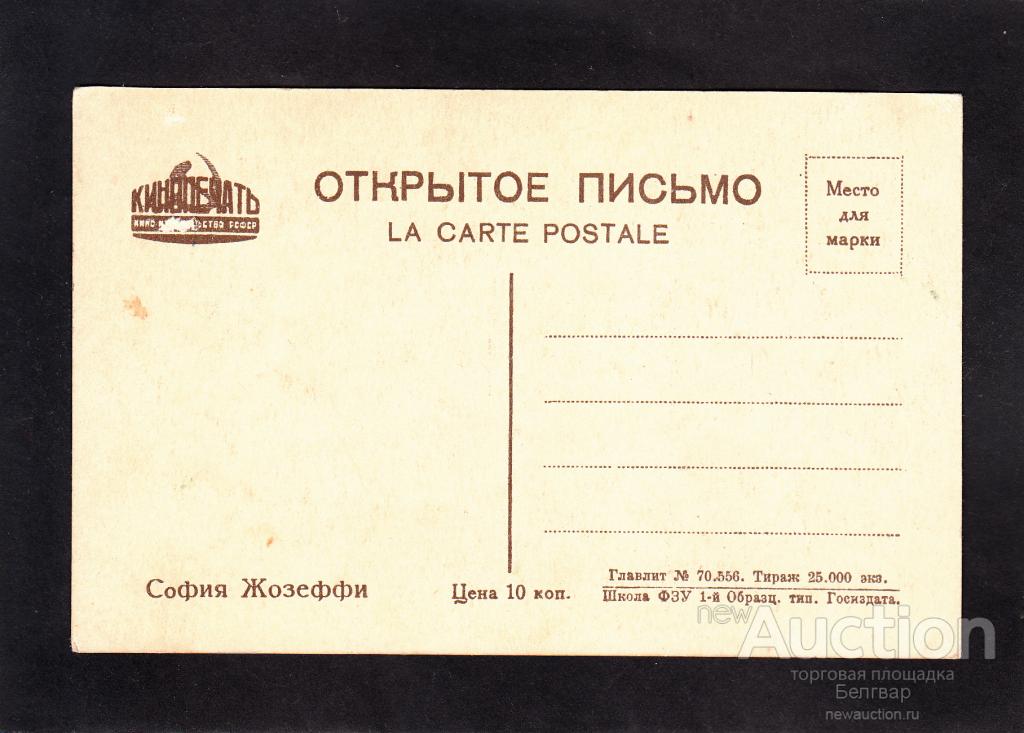 КИНОПЕЧАТЬ
ОТКРЫТОЕ ПИСЬМО
LA CARTE POSTALE
Место
для
марки
София Жозеффи
Цена 10 коп.
Главлит № 70.556. Тираж 25.000 экз.
Школа ФЗУ 1-й Образц. тип. Госиздата.
newAuction
торговая площадка
Белгвар
newauction.ru